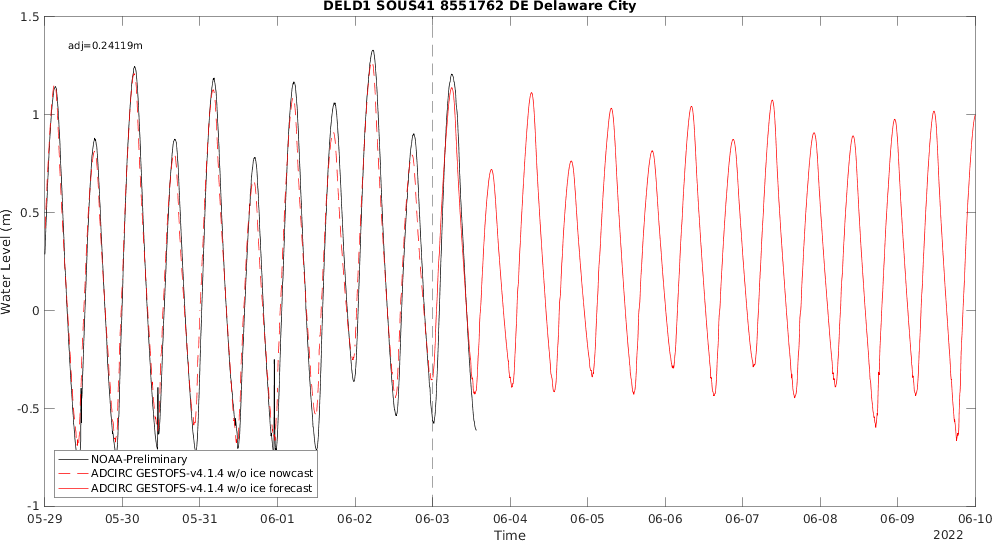 DELD1 SOUS41 8551762 DE Delaware City
adj=0.24119m
1.5
1
0.5
0
-0.5
-1
Water Level (m)
NOAA-Preliminary
ADCIRC GESTOFS-v4.1.4 w/o ice nowcast
ADCIRC GESTOFS-v4.1.4 w/o ice forecast
05-29 05-30 05-31 06-01 06-02 06-03 06-04 06-05 06-06 06-07 06-08 06-09 06-10
Time
2022